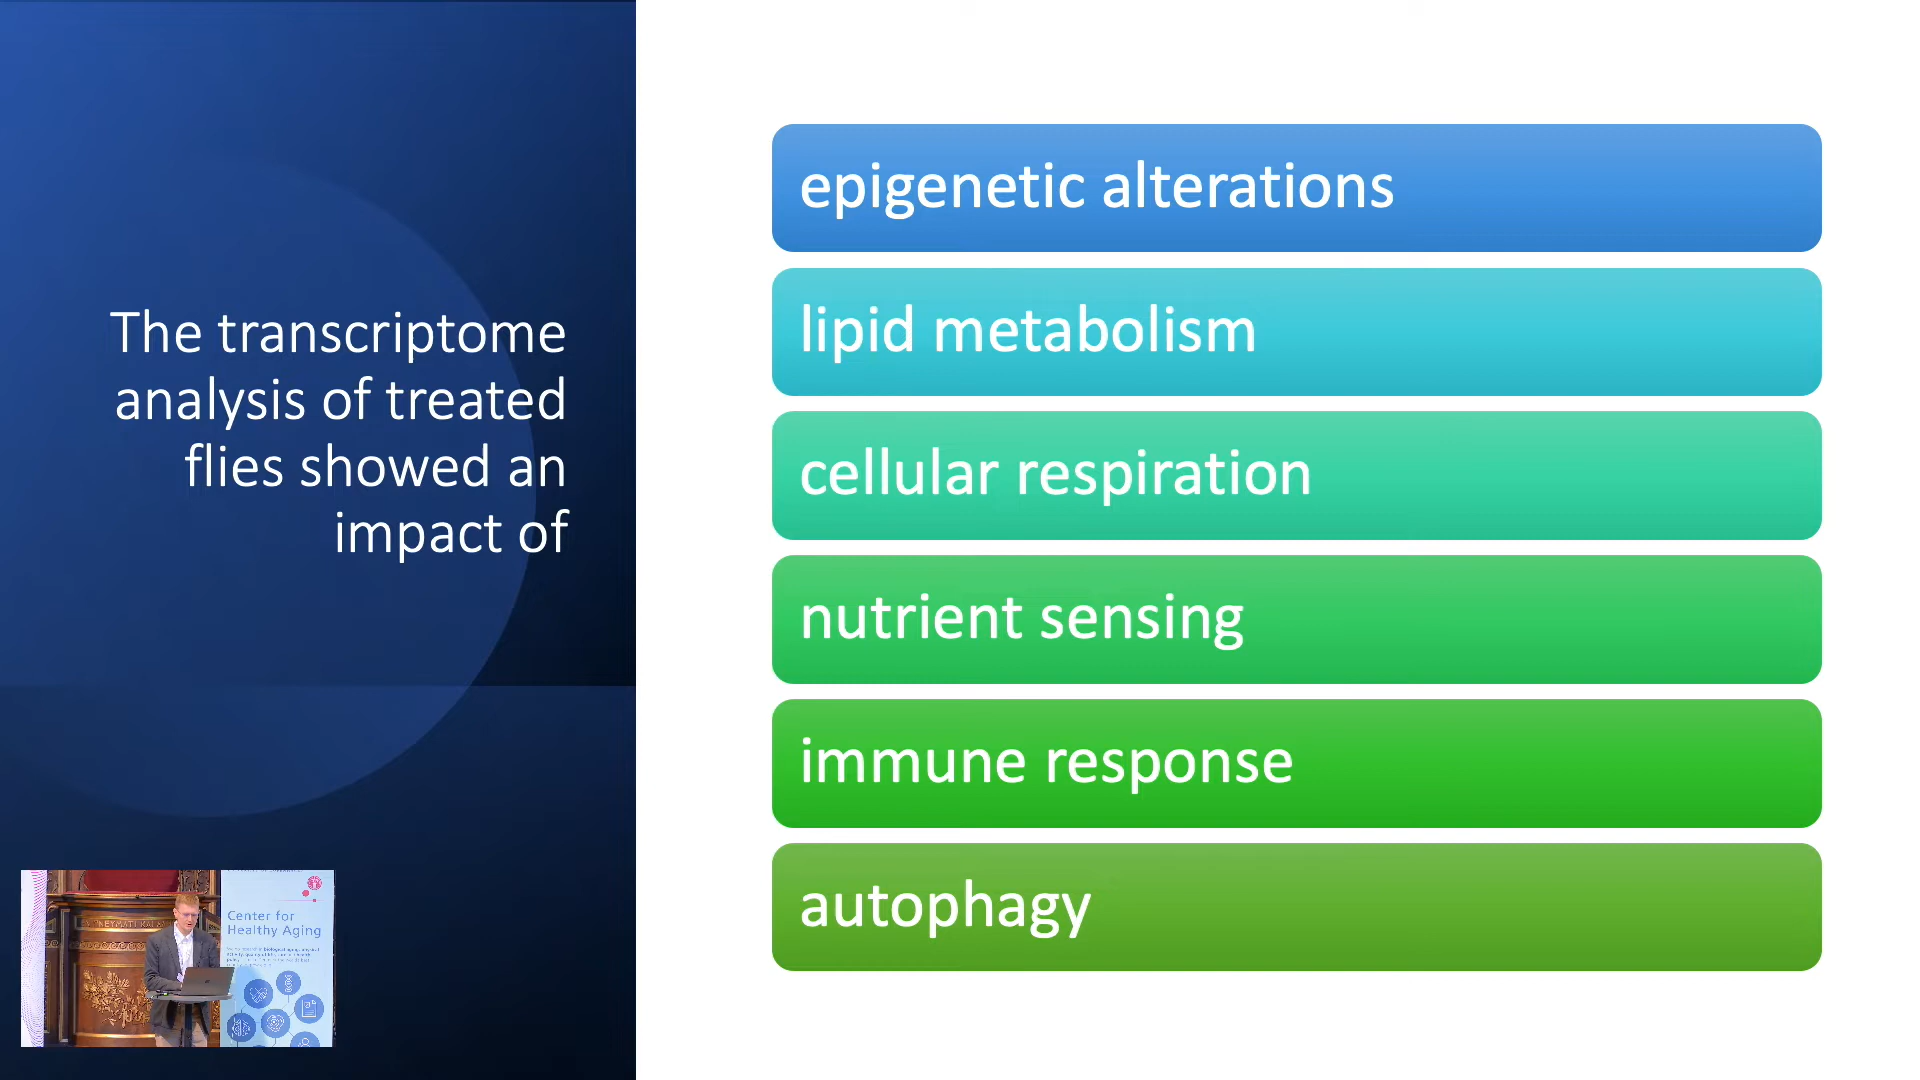 The transcriptome
analysis of treated
flies showed an
impact of
epigenetic alterations
lipid metabolism
cellular respiration
nutrient sensing
immune response
autophagy
Center for
Healthy Aging